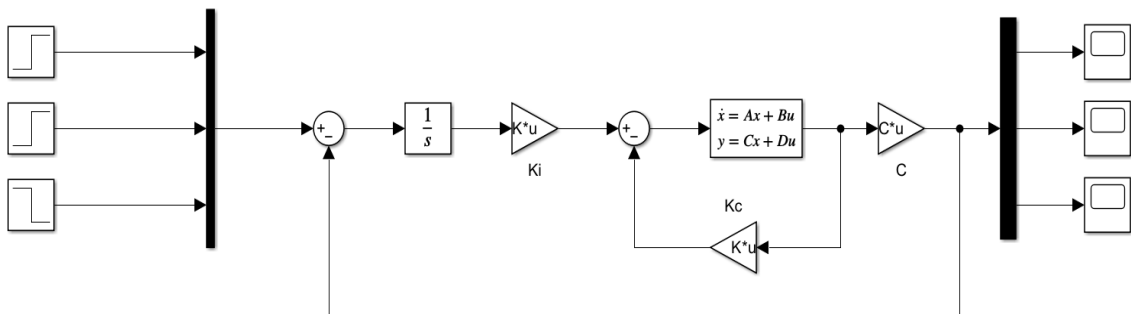 +
−
1
s
K*u
Ki
+
−
ẋ = Ax + Bu
y = Cx + Du
C*u
C
Kc
K*u